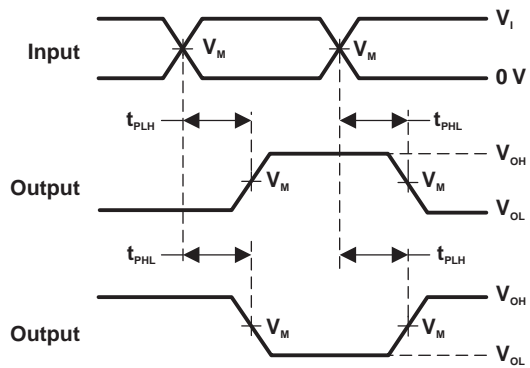 V_I
Input
V_M
V_M
0 V
t_PLH
t_PHL
V_OH
Output
V_M
V_M
V_OL
t_PHL
t_PLH
V_OH
Output
V_M
V_M
V_OL